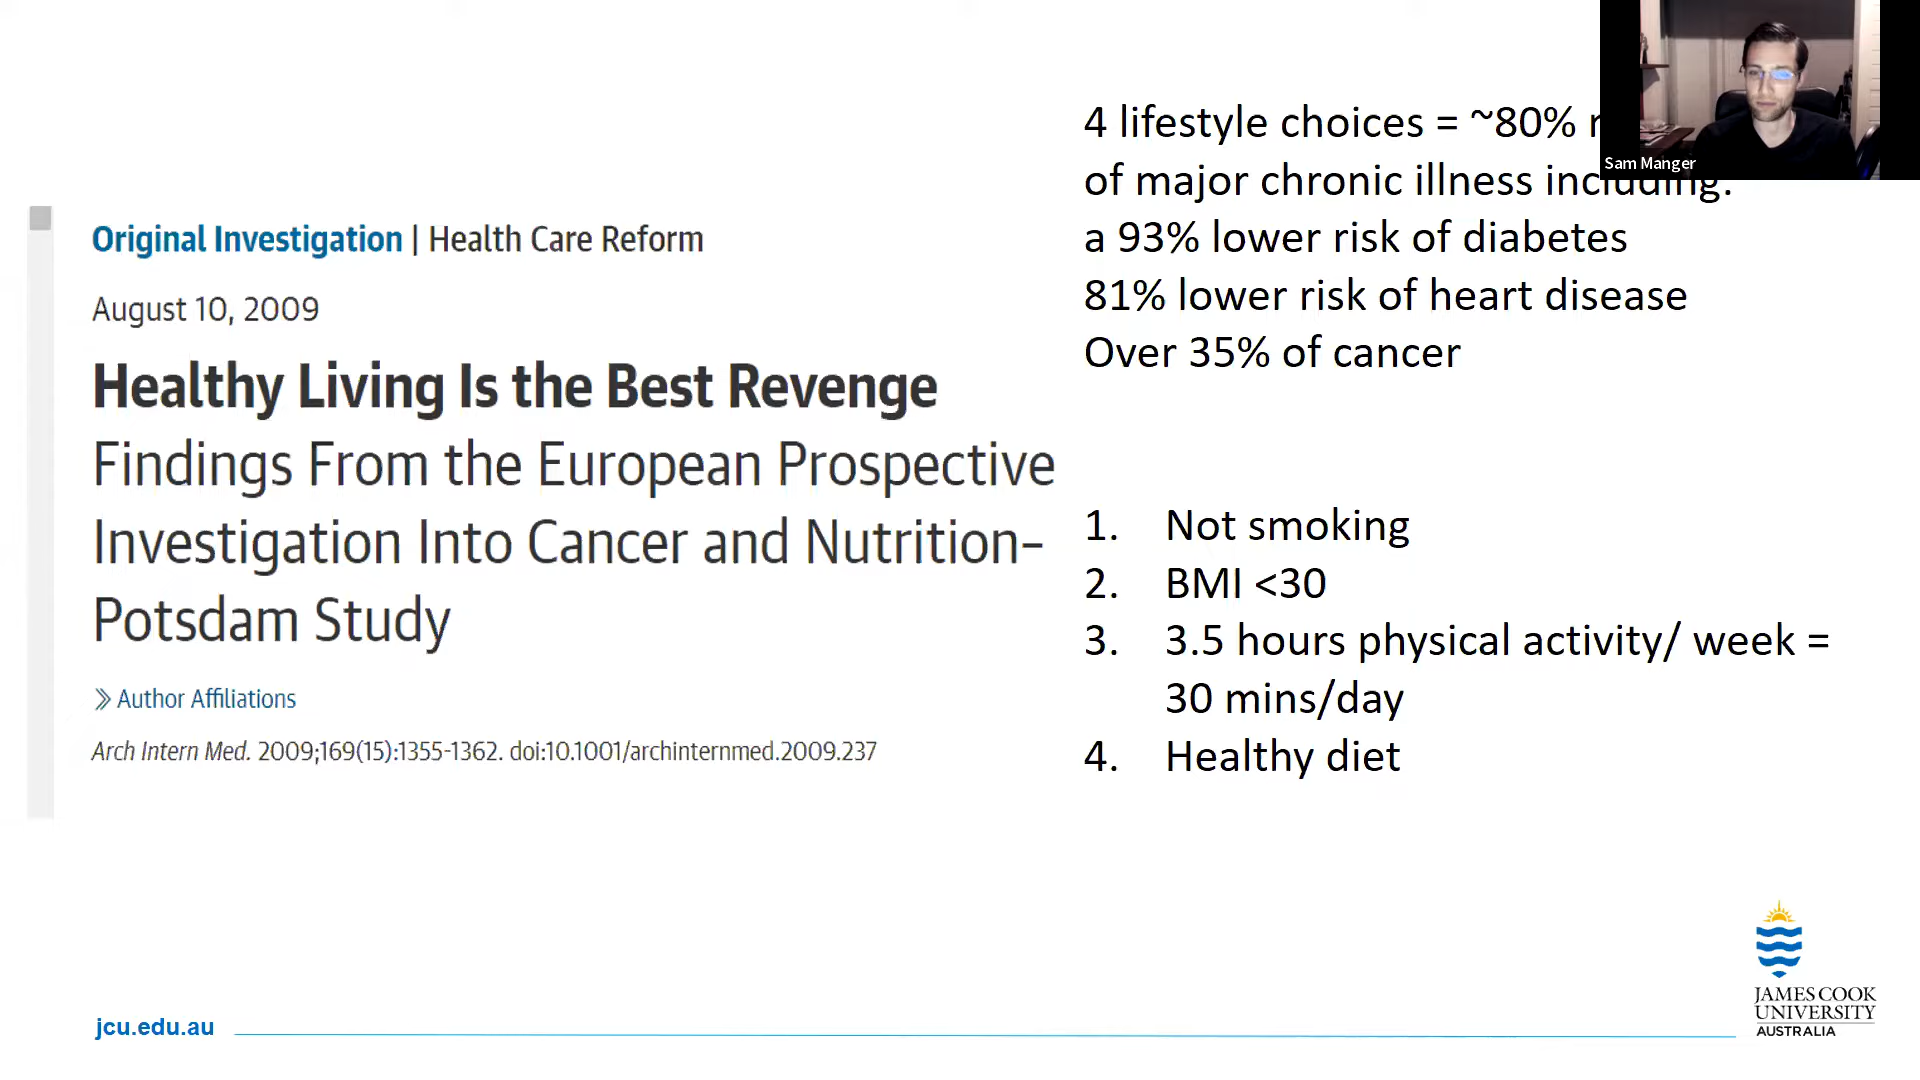 Original Investigation | Health Care Reform
August 10, 2009
Healthy Living Is the Best Revenge
Findings From the European Prospective
Investigation Into Cancer and Nutrition–
Potsdam Study
Author Affiliations
Arch Intern Med. 2009;169(15):1355-1362. doi:10.1001/archinternmed.2009.237
4 lifestyle choices = ~80%
of major chronic illness including:
a 93% lower risk of diabetes
81% lower risk of heart disease
Over 35% of cancer
1. Not smoking
2. BMI <30
3. 3.5 hours physical activity/ week =
30 mins/day
4. Healthy diet
Sam Manger
jcu.edu.au
JAMES COOK
UNIVERSITY
AUSTRALIA